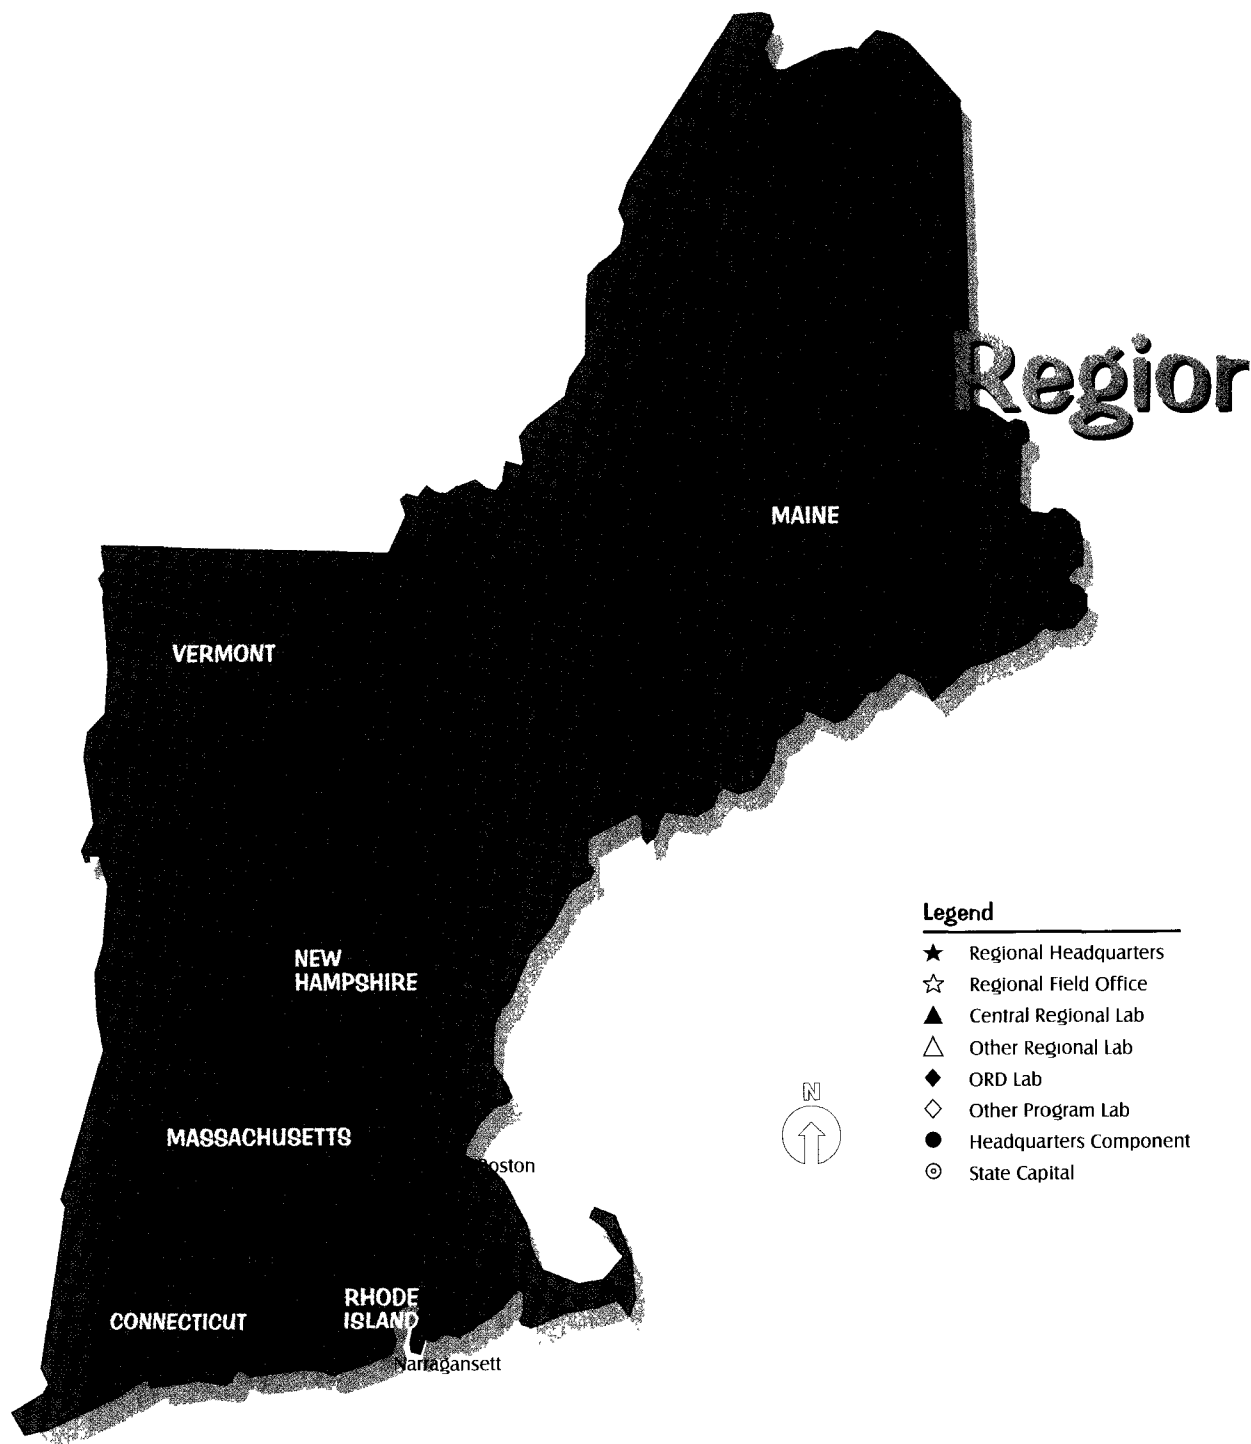 Region
MAINE
VERMONT
Legend
Regional Headquarters
NEW
HAMPSHIRE
Regional Field Office
Central Regional Lab
Other Regional Lab
ORD Lab
N
Other Program Lab
MASSACHUSETTS
Headquarters Component
Boston
State Capital
RHODE
ISLAND
CONNECTICUT
Narragansett